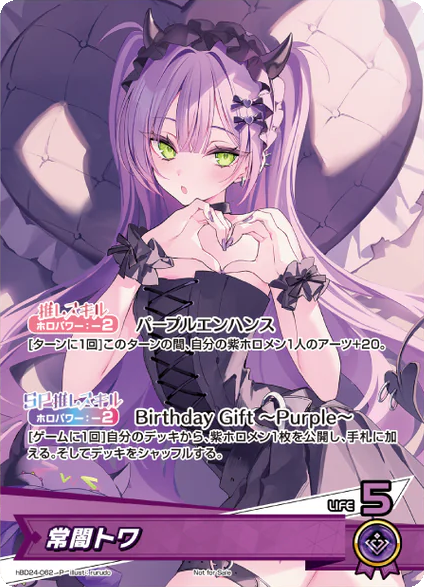 推しスキル
ホロパワー：-2
パープルエンハンス
[ターンに1回]このターンの間、自分の紫ホロメン1人のアーツ+20。
SP推しスキル
ホロパワー：-2
Birthday Gift ～Purple～
[ゲームに1回]自分のデッキから、紫ホロメン1枚を公開し、手札に加
える。そしてデッキをシャッフルする。
LIFE 5
常闇トワ
hBD24-062 P illust: rurudo
Not for Sale